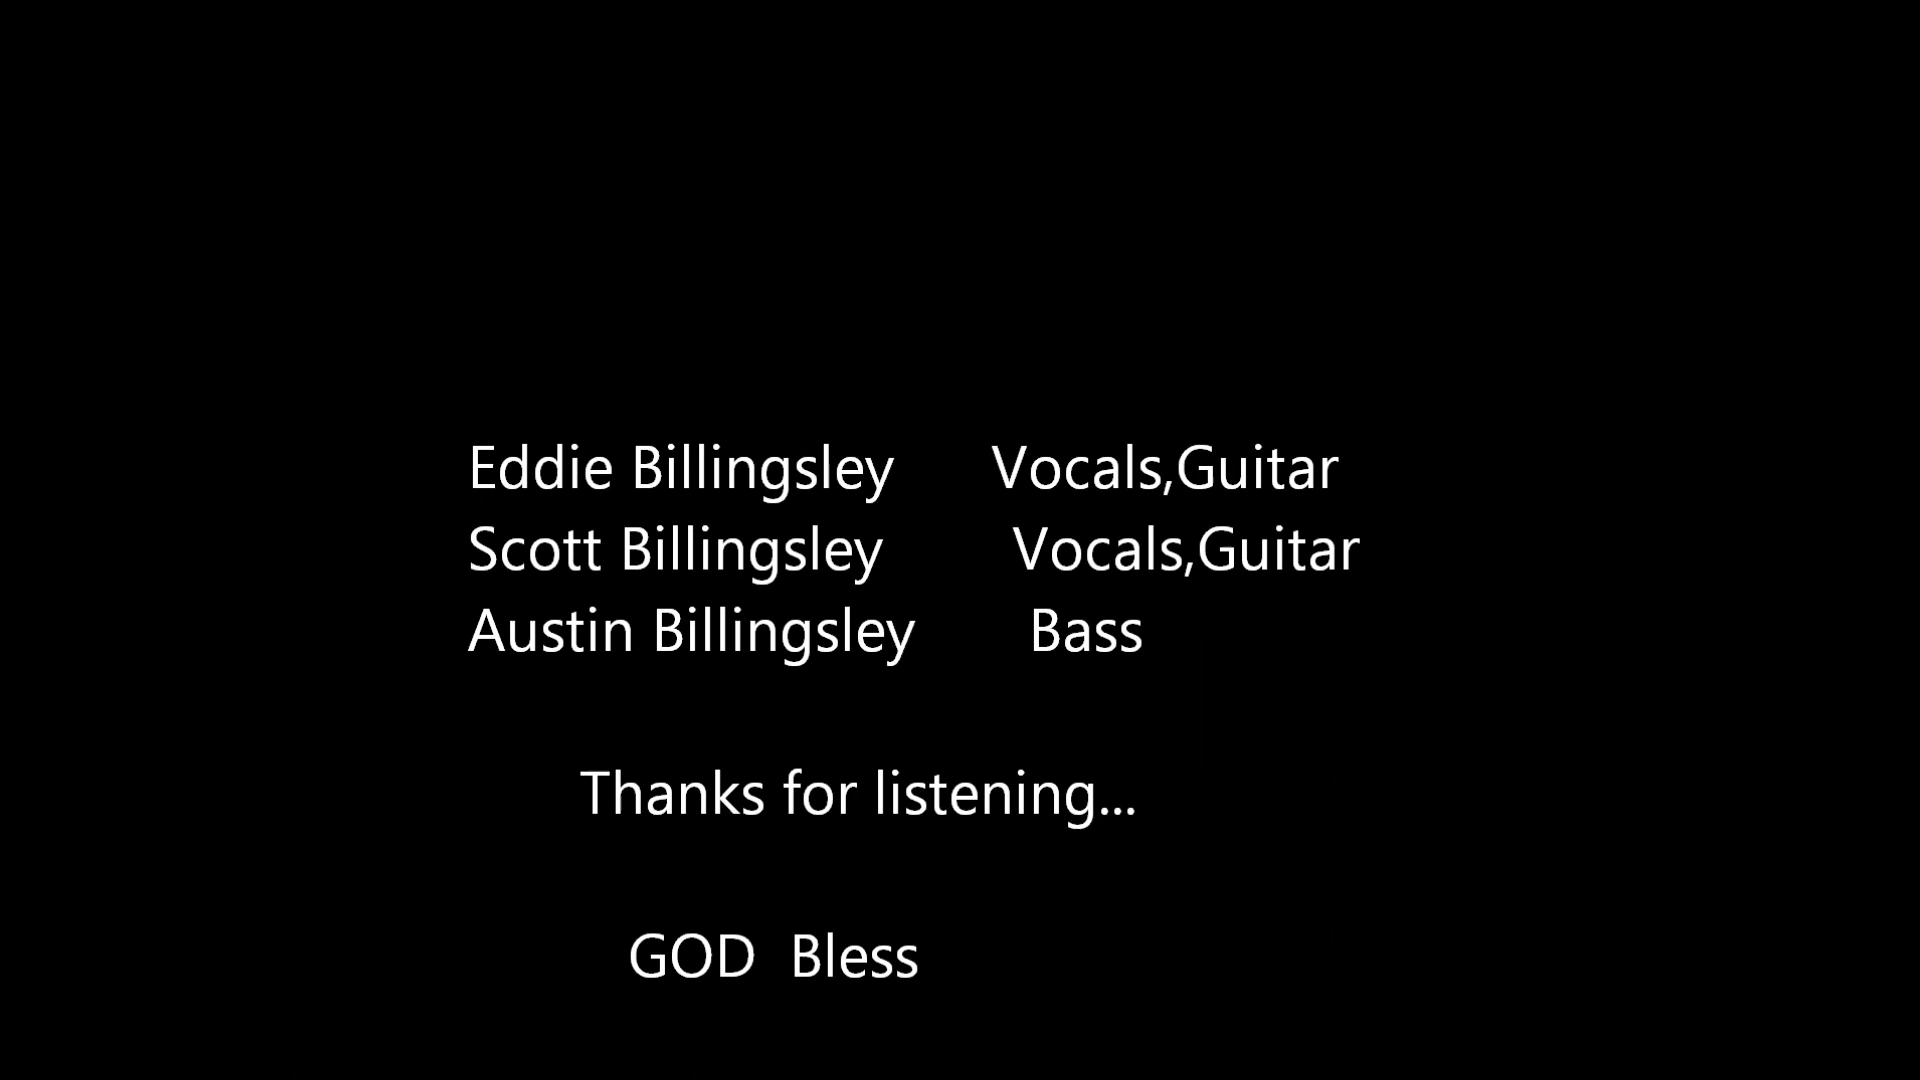 Eddie Billingsley Vocals,Guitar
Scott Billingsley Vocals,Guitar
Austin Billingsley Bass
Thanks for listening...
GOD Bless